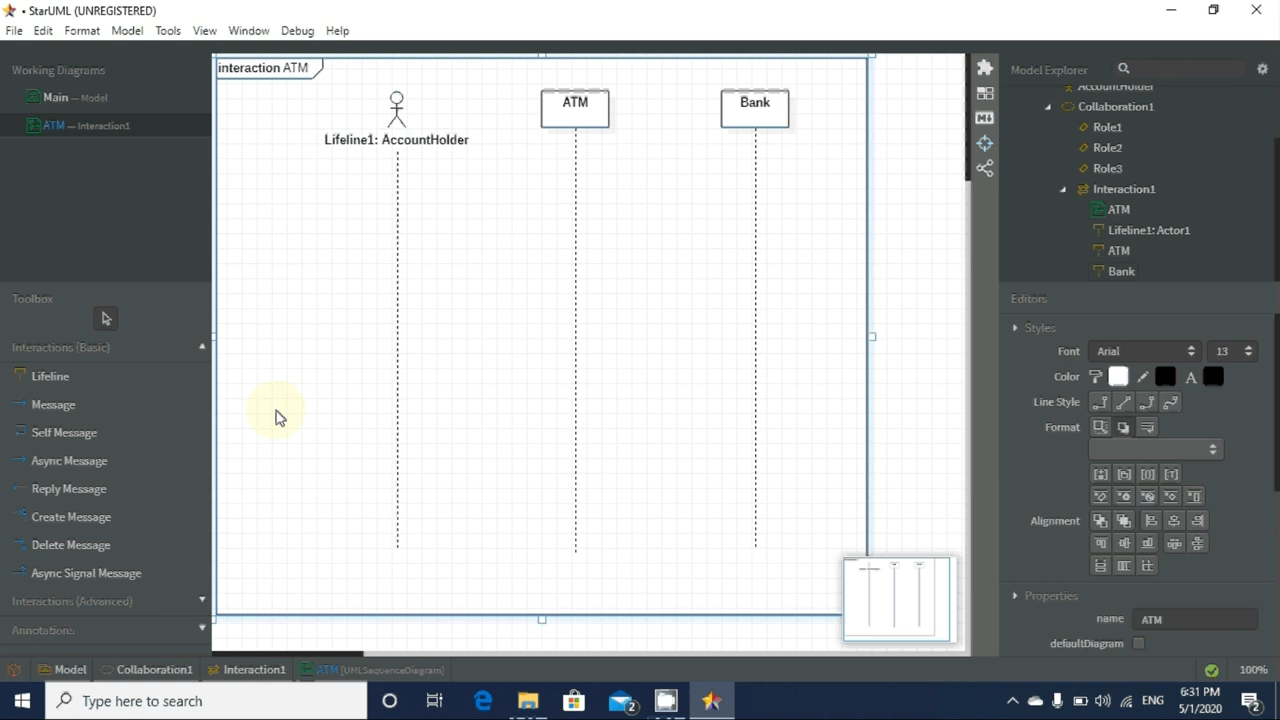 • StarUML (UNREGISTERED)
File Edit Format Model Tools View Window Debug Help
Working Diagrams
Main — Model
ATM — Interaction1
Toolbox
Interactions (Basic)
Lifeline
Message
Self Message
Async Message
Reply Message
Create Message
Delete Message
Async Signal Message
Interactions (Advanced)
Annotations
interaction ATM
Lifeline1: AccountHolder
ATM
Bank
Model Explorer
AccountHolder
Collaboration1
Role1
Role2
Role3
Interaction1
ATM
Lifeline1: Actor1
ATM
Bank
Editors
Styles
Font Arial 13
Color A
Line Style
Format
Alignment
Properties
name ATM
defaultDiagram
Model Collaboration1 Interaction1 ATM [UMLSequenceDiagram] 100%
Type here to search
2
ENG
6:31 PM
5/1/2020
2